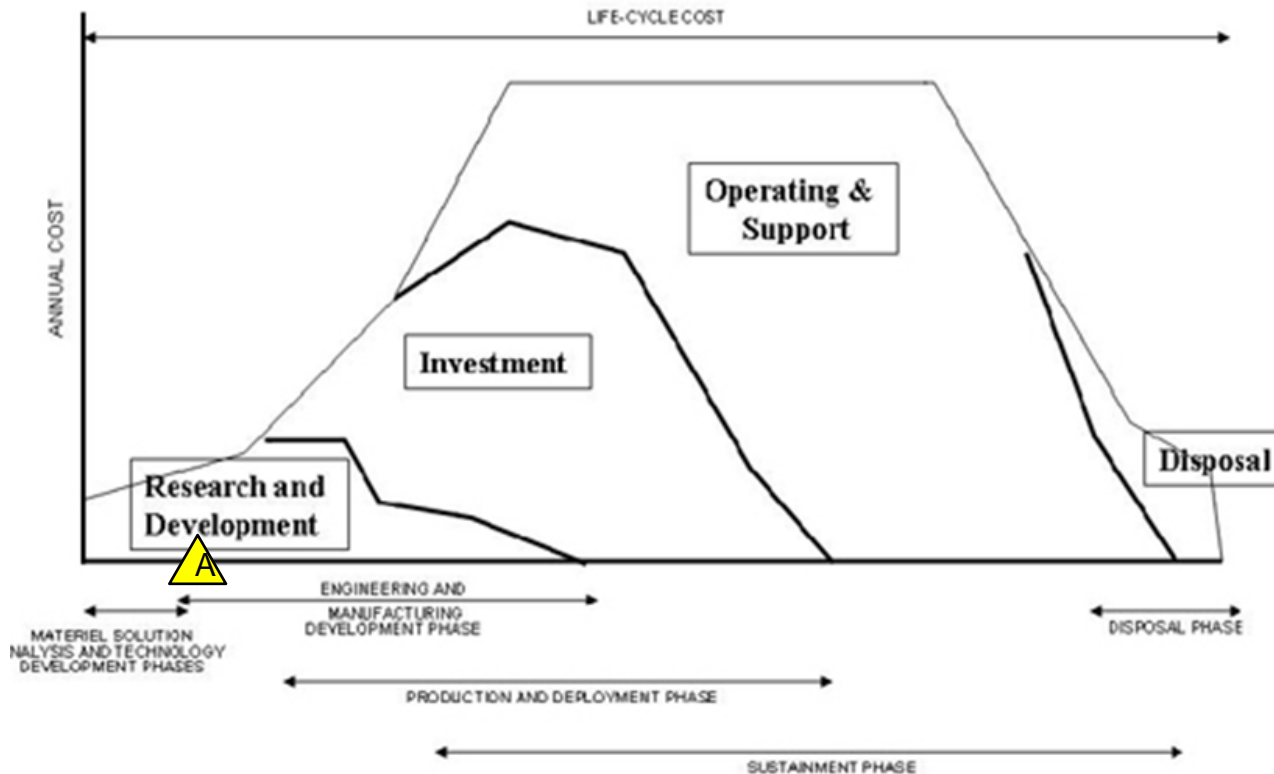 LIFE-CYCLE COST
ANNUAL COST
Operating &
Support
Investment
Research and
Development
Disposal
A
ENGINEERING AND
MANUFACTURING
DEVELOPMENT PHASE
MATERIEL SOLUTION
NALYSIS AND TECHNOLOGY
DEVELOPMENT PHASES
DISPOSAL PHASE
PRODUCTION AND DEPLOYMENT PHASE
SUSTAINMENT PHASE